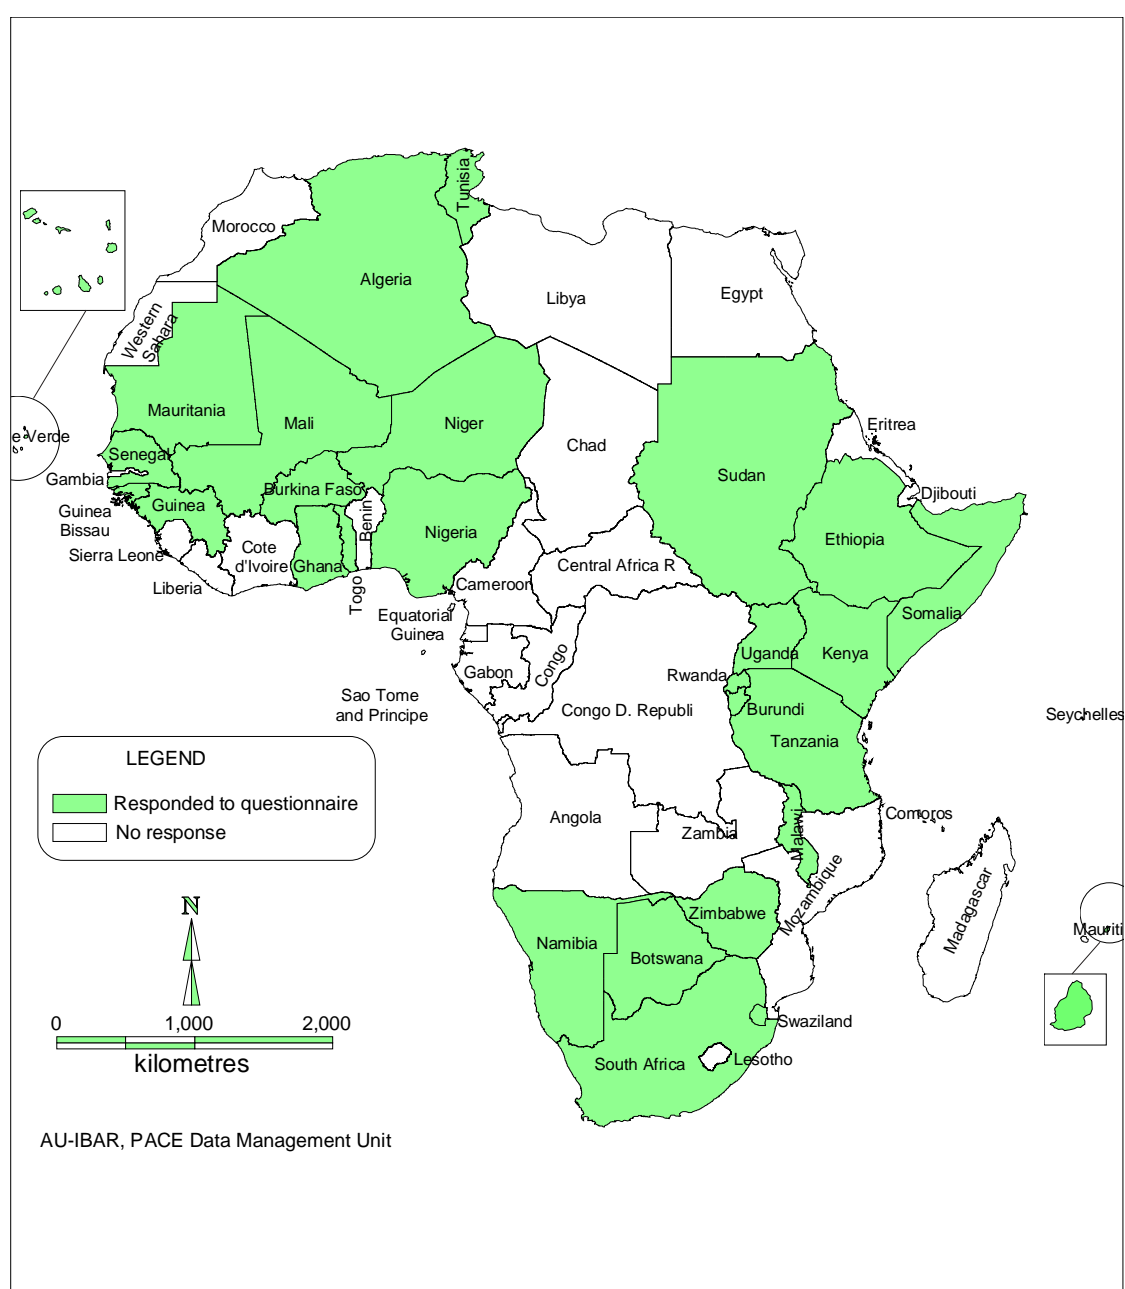 Tunisia
Morocco
Algeria
Libya
Egypt
Western
Sahara
Mauritania
Mali
Niger
Chad
Sudan
Eritrea
e Verde
Senegal
Gambia
Guinea
Bissau
Guinea
Burkina Faso
Benin
Nigeria
Djibouti
Ethiopia
Sierra Leone
Cote
d'Ivoire
Ghana
Liberia
Togo
Cameroon
Central Africa R
Somalia
Equatorial
Guinea
Uganda
Kenya
Gabon
Congo
Rwanda
Sao Tome
and Principe
Congo D. Republi
Burundi
Tanzania
Seychelles
LEGEND
Responded to questionnaire
No response
Angola
Zambia
Malawi
Comoros
Mozambique
Madagascar
N
Namibia
Zimbabwe
Botswana
Mauriti
0 1,000 2,000
kilometres
Swaziland
South Africa
Lesotho
AU-IBAR, PACE Data Management Unit